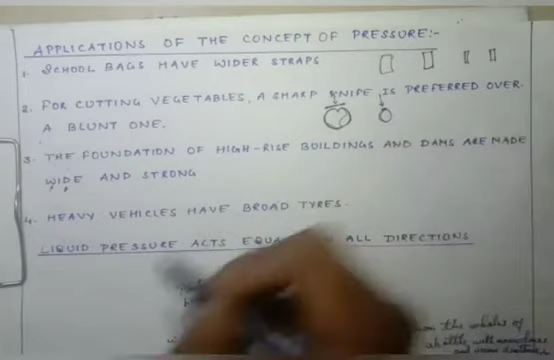 APPLICATIONS OF THE CONCEPT OF PRESSURE:-
1. SCHOOL BAGS HAVE WIDER STRAPS
2. FOR CUTTING VEGETABLES, A SHARP KNIFE IS PREFERRED OVER
A BLUNT ONE.
3. THE FOUNDATION OF HIGH-RISE BUILDINGS AND DAMS ARE MADE
WIDE AND STRONG
4. HEAVY VEHICLES HAVE BROAD TYRES.
LIQUID PRESSURE ACTS ALL DIRECTIONS
the